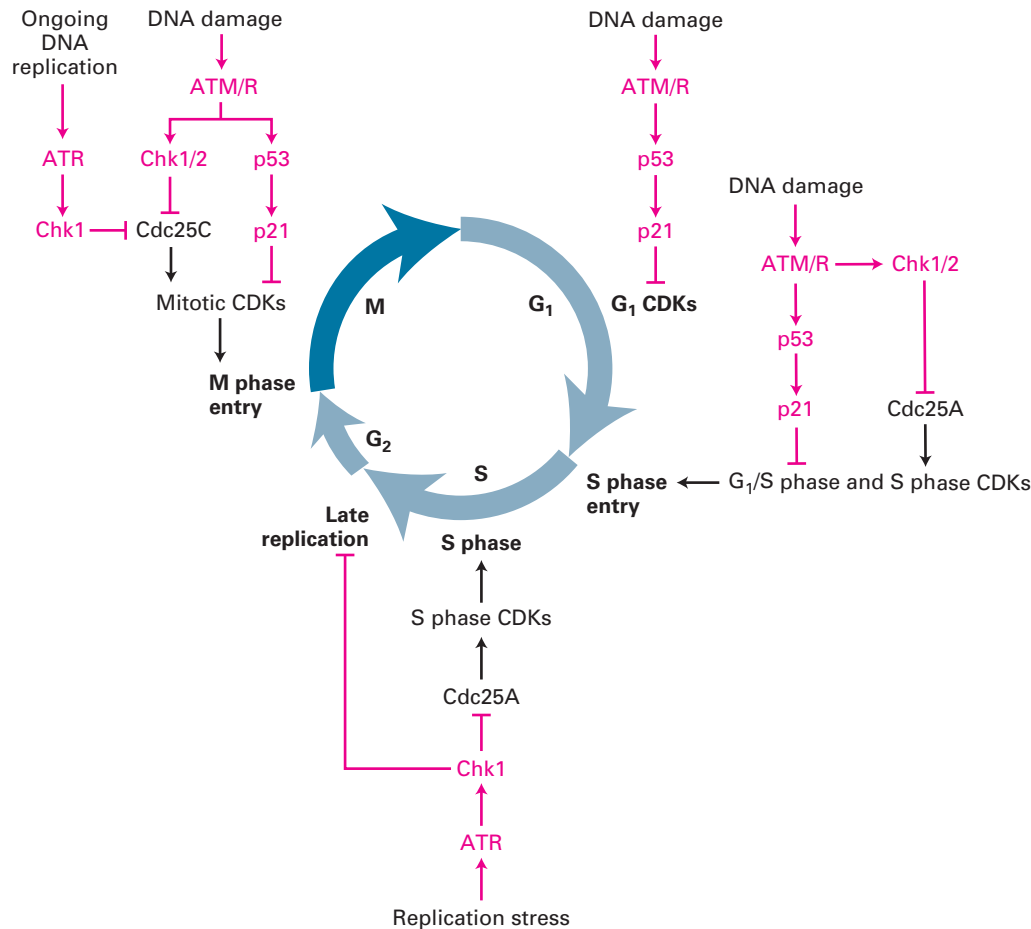 Ongoing
DNA
replication
DNA damage
ATM/R
ATR
Chk1/2
p53
Chk1
Cdc25C
p21
Mitotic CDKs
M phase
entry
DNA damage
ATM/R
p53
p21
G₁ CDKs
DNA damage
ATM/R
Chk1/2
p53
p21
Cdc25A
G₁/S phase and S phase CDKs
S phase
entry
M
G₁
G₂
S
Late
replication
S phase
S phase CDKs
Cdc25A
Chk1
ATR
Replication stress